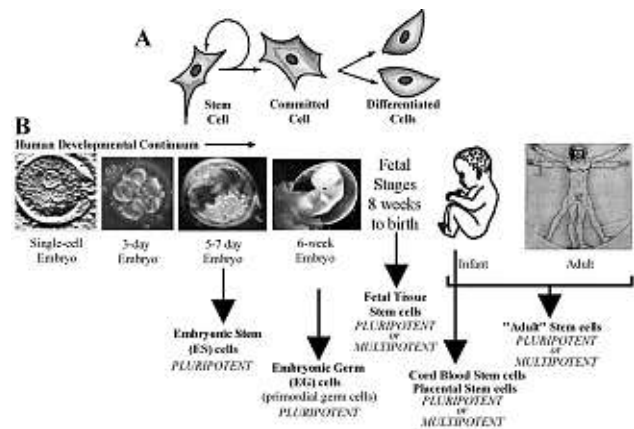 A
Stem
Cell
Committed
Cell
Differentiated
Cells
B
Human Developmental Continuum
Single-cell
Embryo
3-day
Embryo
5-7 day
Embryo
6-week
Embryo
Fetal
Stages
8 weeks
to birth
Infant
Adult
Embryonic Stem
(ES) cells
PLURIPOTENT
Embryonic Germ
(EG) cells
(primordial germ cells)
PLURIPOTENT
Fetal Tissue
Stem cells
PLURIPOTENT
or
MULTIPOTENT
Cord Blood Stem cells
Placental Stem cells
PLURIPOTENT
or
MULTIPOTENT
"Adult" Stem cells
PLURIPOTENT
or
MULTIPOTENT